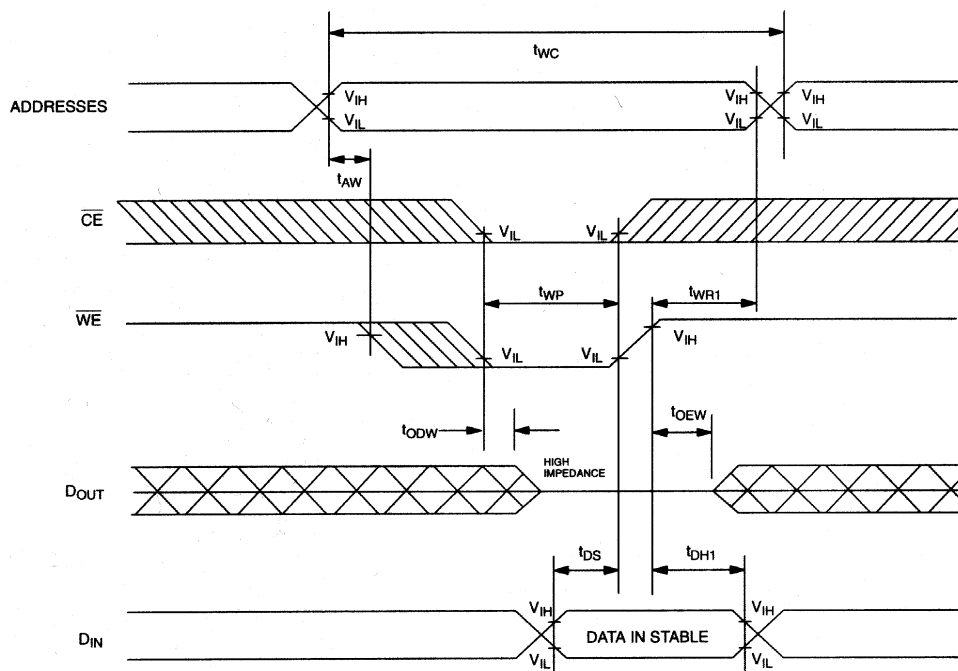 tWC
ADDRESSES
VIH
VIL
VIH
VIL
VIH
VIL
tAW
CE
VIL
VIL
tWP
tWR1
WE
VIH
VIL
VIL
VIH
tODW
tOEW
HIGH
IMPEDANCE
DOUT
tDS
tDH1
DIN
VIH
VIL
DATA IN STABLE
VIH
VIL